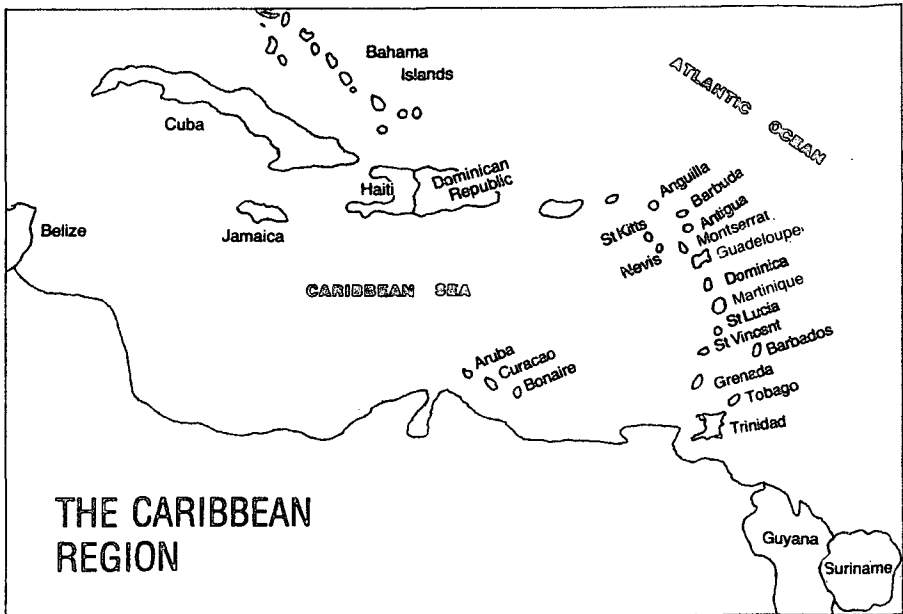 Bahama
Islands
ATLANTIC OCEAN
Cuba
Haiti
Dominican
Republic
Anguilla
Barbuda
Antigua
St Kitts
Montserrat
Nevis
Guadeloupe
Belize
Jamaica
Dominica
CARIBBEAN SEA
Martinique
St Lucia
St Vincent
Barbados
Aruba
Curacao
Bonaire
Grenada
Tobago
Trinidad
THE CARIBBEAN
REGION
Guyana
Suriname